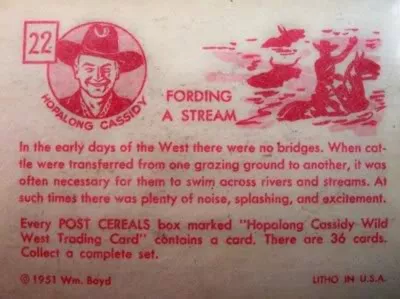 22
HOPALONG CASSIDY
FORDING
A STREAM
In the early days of the West there were no bridges. When cat-
tle were transferred from one grazing ground to another, it was
often necessary for them to swim across rivers and streams. At
such times there was plenty of noise, splashing, and excitement.
Every POST CEREALS box marked "Hopalong Cassidy Wild
West Trading Card" contains a card. There are 36 cards.
Collect a complete set.
© 1951 Wm. Boyd
LITHO IN U.S.A.